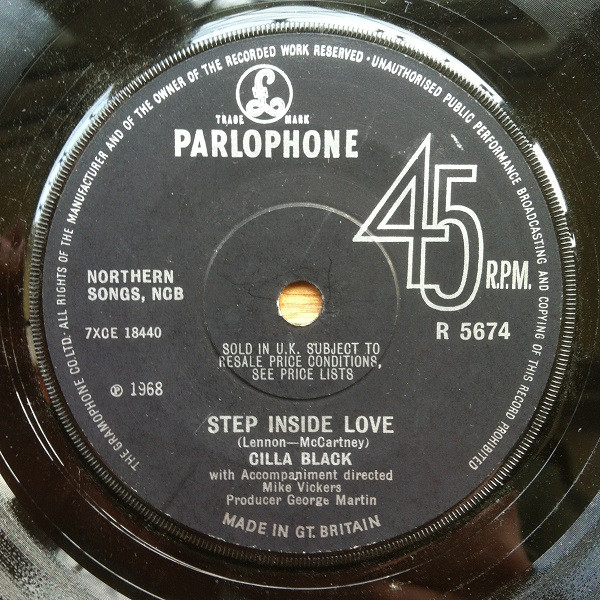 THE GRAMOPHONE CO. LTD. · ALL RIGHTS OF THE MANUFACTURER AND OF THE OWNER OF THE RECORDED WORK RESERVED · UNAUTHORISED PUBLIC PERFORMANCE BROADCASTING AND COPYING OF THIS RECORD PROHIBITED
£
TRADE MARK
PARLOPHONE
45
R.P.M.
NORTHERN
SONGS, NCB
7XCE 18440
R 5674
SOLD IN U.K. SUBJECT TO
RESALE PRICE CONDITIONS,
SEE PRICE LISTS
℗ 1968
STEP INSIDE LOVE
(Lennon—McCartney)
CILLA BLACK
with Accompaniment directed
Mike Vickers
Producer George Martin
MADE IN GT. BRITAIN